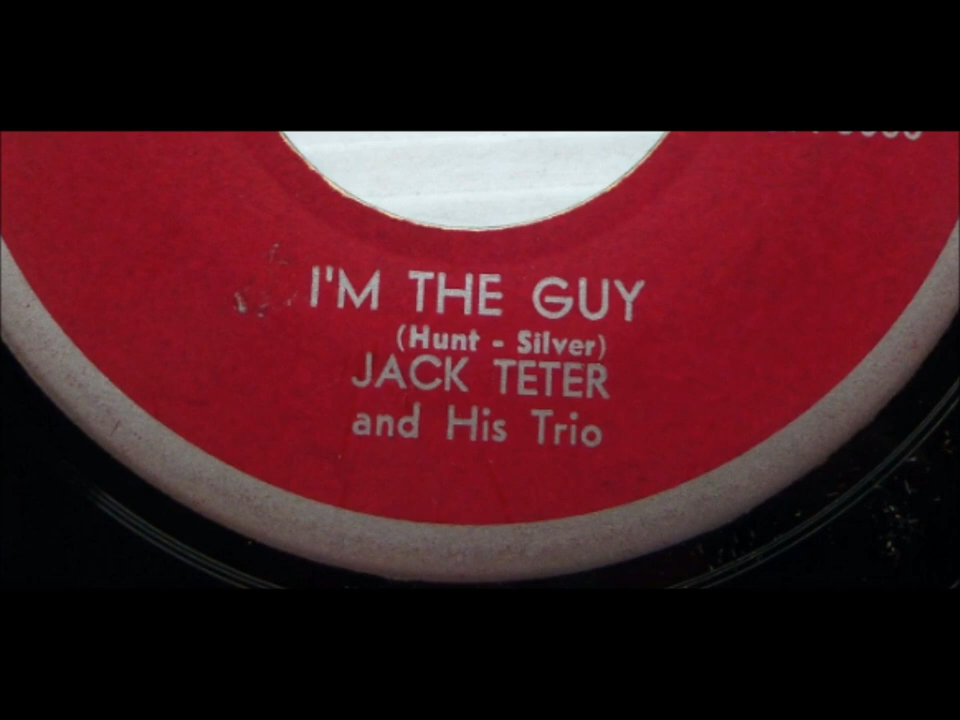 I'M THE GUY
(Hunt - Silver)
JACK TETER
and His Trio